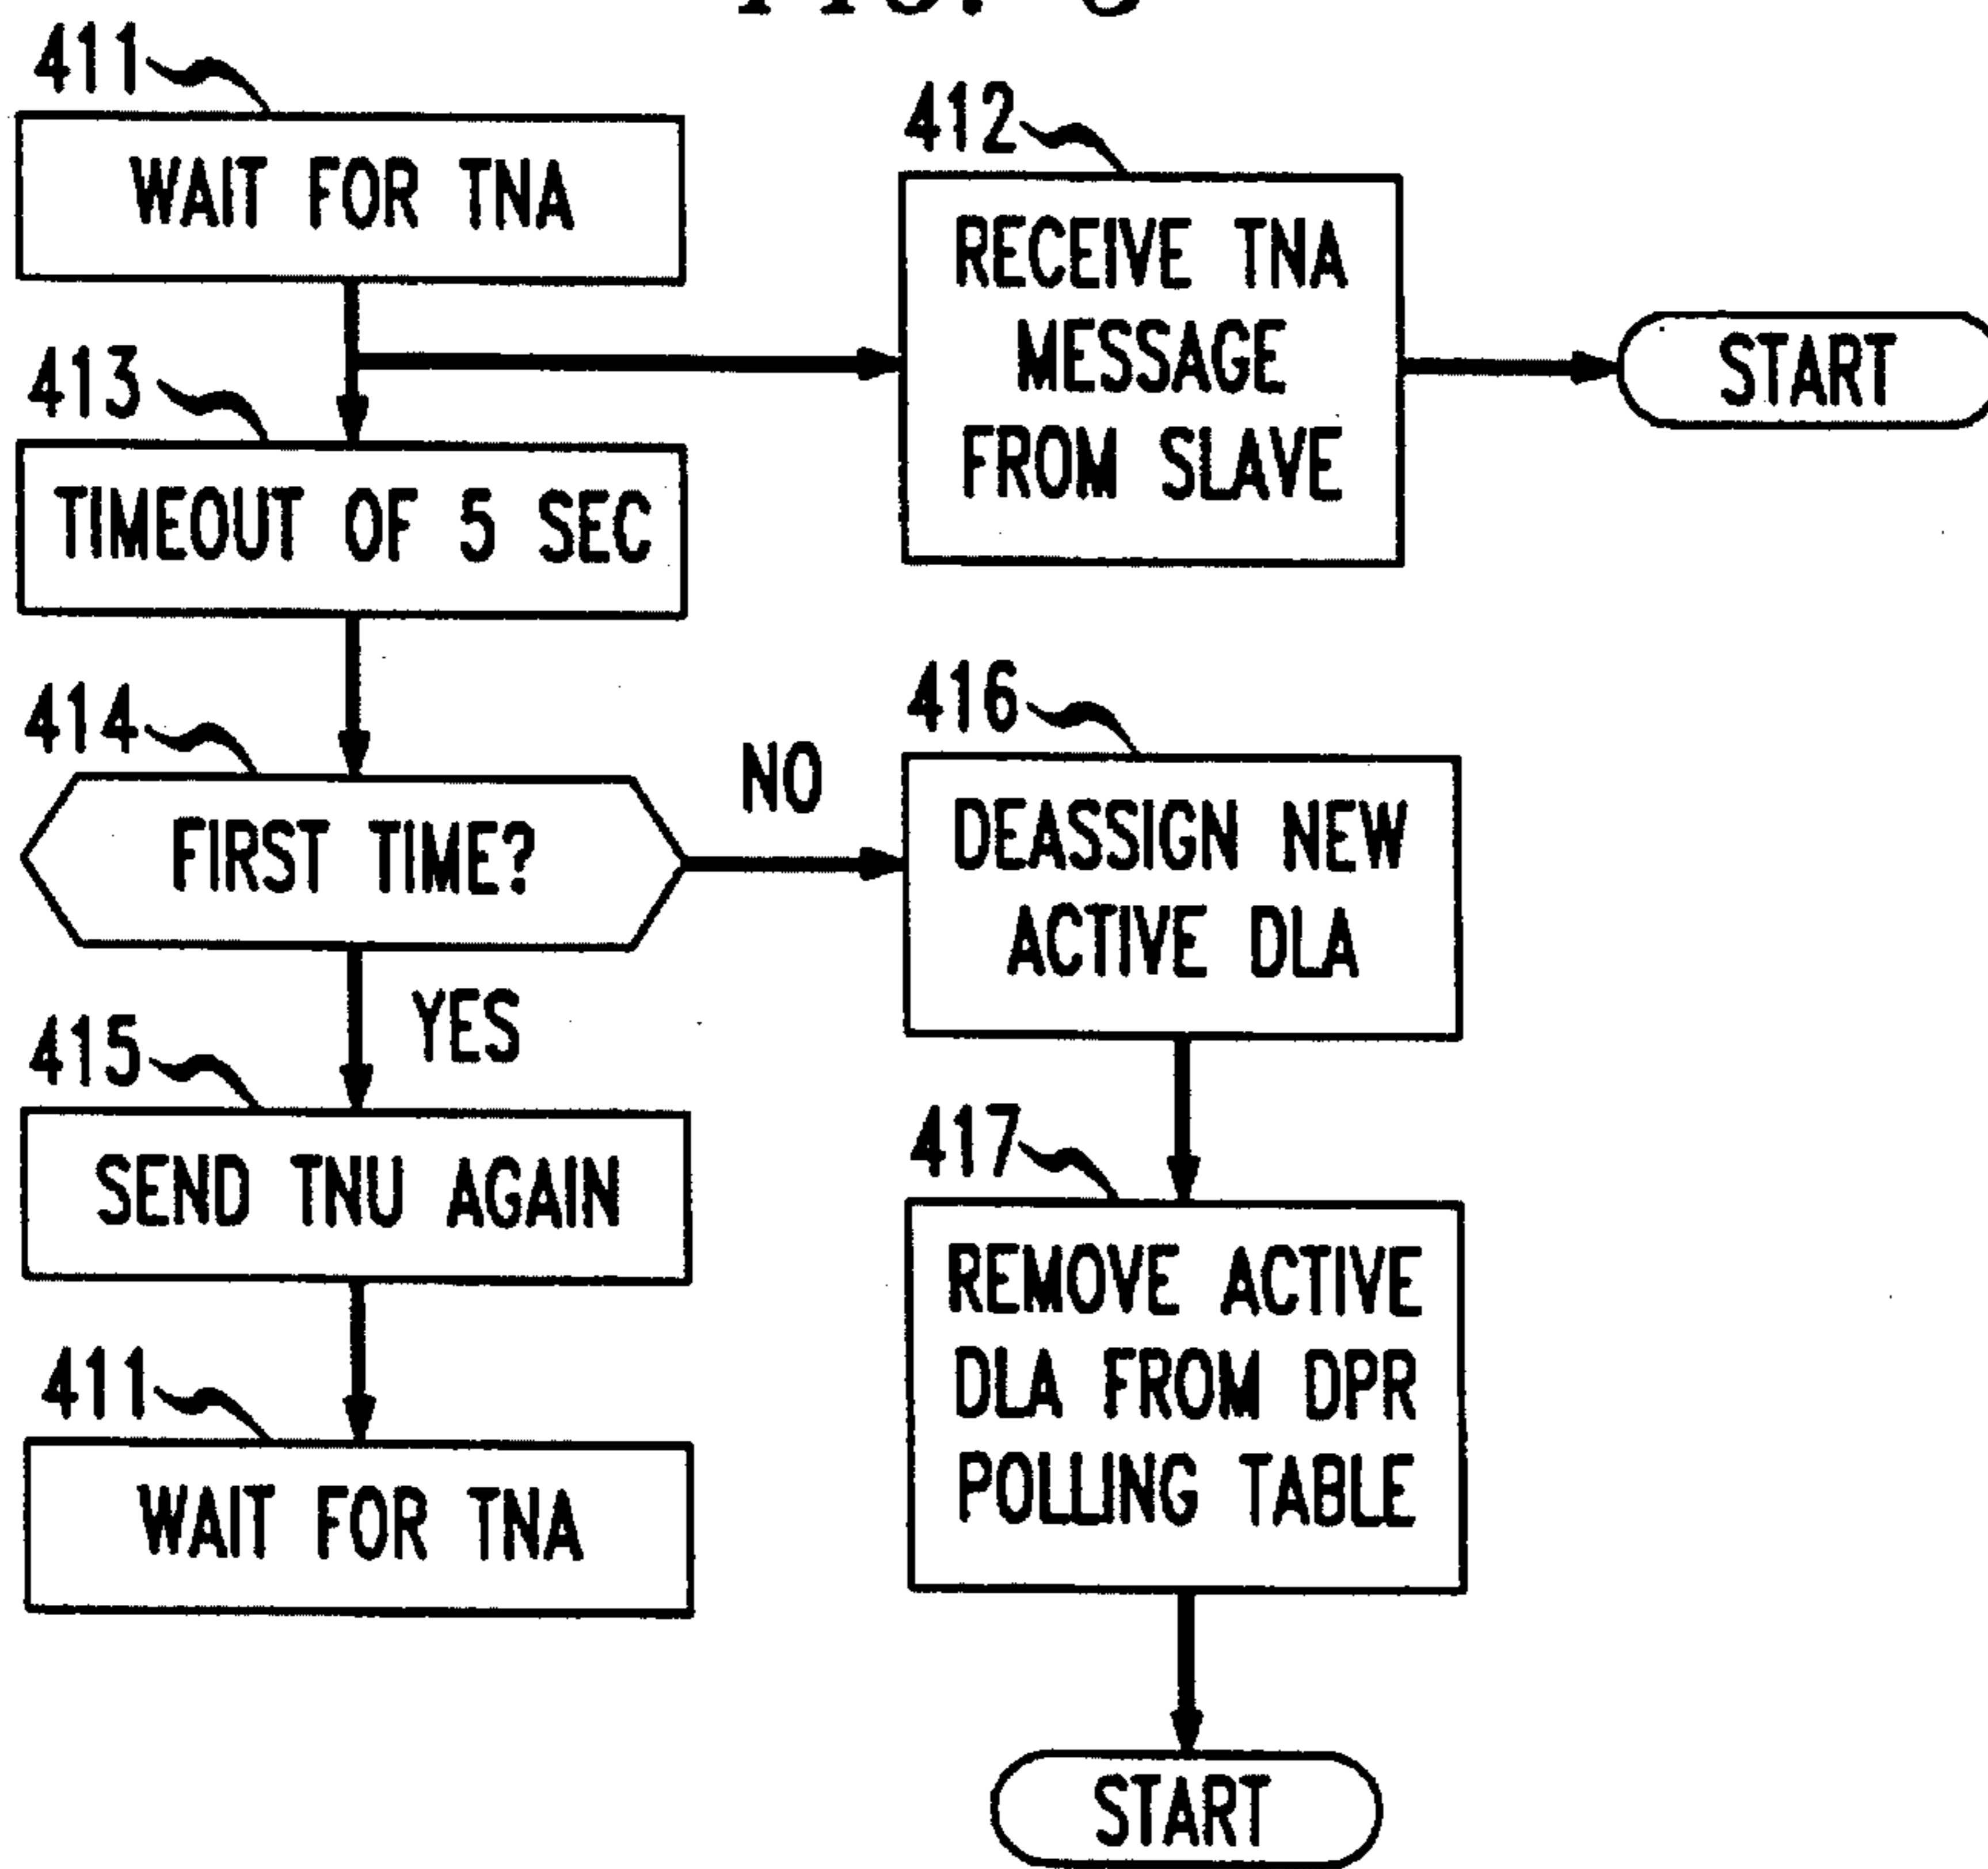 411
WAIT FOR TNA
412
RECEIVE TNA
MESSAGE
FROM SLAVE
START
413
TIMEOUT OF 5 SEC
414
FIRST TIME?
NO
YES
416
DEASSIGN NEW
ACTIVE DLA
415
SEND TNU AGAIN
417
REMOVE ACTIVE
DLA FROM DPR
POLLING TABLE
411
WAIT FOR TNA
START